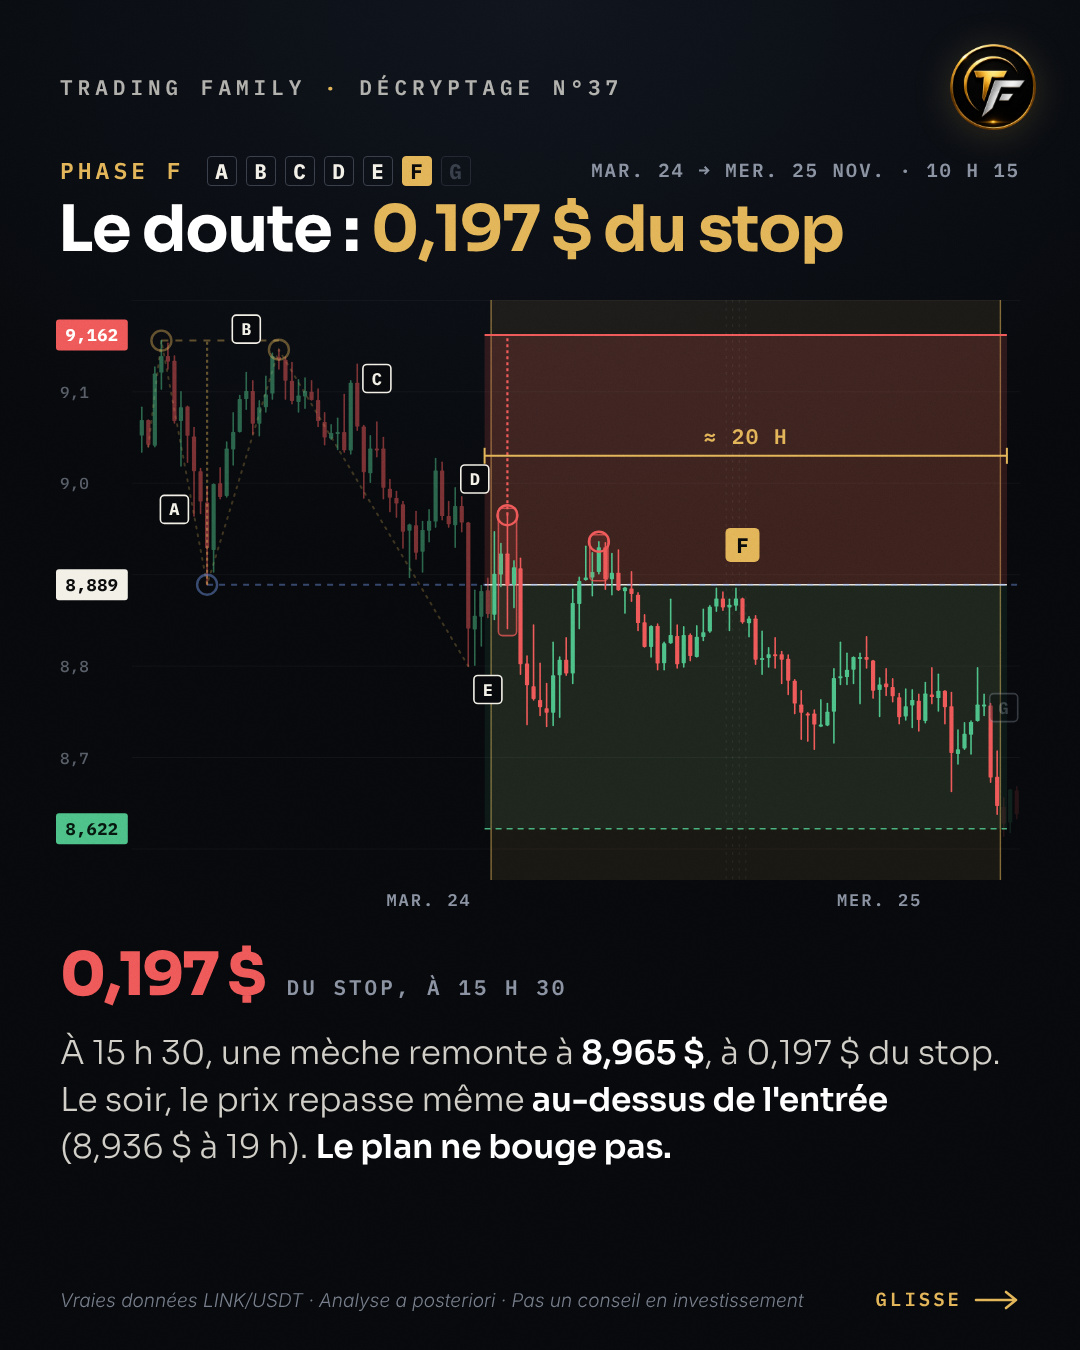 TRADING FAMILY · DÉCRYPTAGE N°37
TF
PHASE F A B C D E F G
MAR. 24 → MER. 25 NOV. · 10 H 15
Le doute : 0,197 $ du stop
9,162
9,1
9,0
8,889
8,8
8,7
8,622
B
C
A
D
≈ 20 H
F
E
G
MAR. 24
MER. 25
0,197 $ DU STOP, À 15 H 30
À 15 h 30, une mèche remonte à 8,965 $, à 0,197 $ du stop.
Le soir, le prix repasse même au-dessus de l'entrée
(8,936 $ à 19 h). Le plan ne bouge pas.
Vraies données LINK/USDT · Analyse a posteriori · Pas un conseil en investissement
GLISSE →